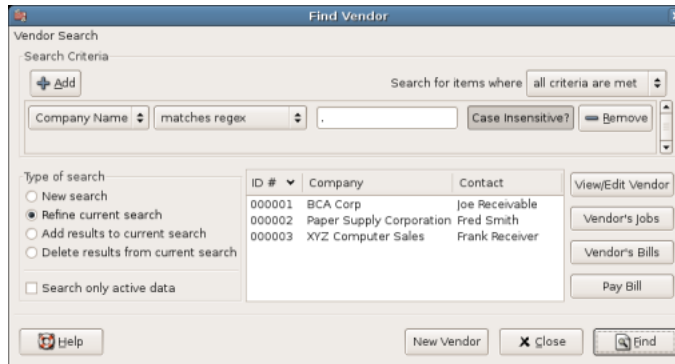 Find Vendor
Vendor Search
Search Criteria
Add
Search for items where all criteria are met
Company Name matches regex . Case Insensitive? Remove
Type of search
New search
Refine current search
Add results to current search
Delete results from current search
Search only active data
ID # Company Contact
000001 BCA Corp Joe Receivable
000002 Paper Supply Corporation Fred Smith
000003 XYZ Computer Sales Frank Receiver
View/Edit Vendor
Vendor's Jobs
Vendor's Bills
Pay Bill
Help New Vendor Close Find